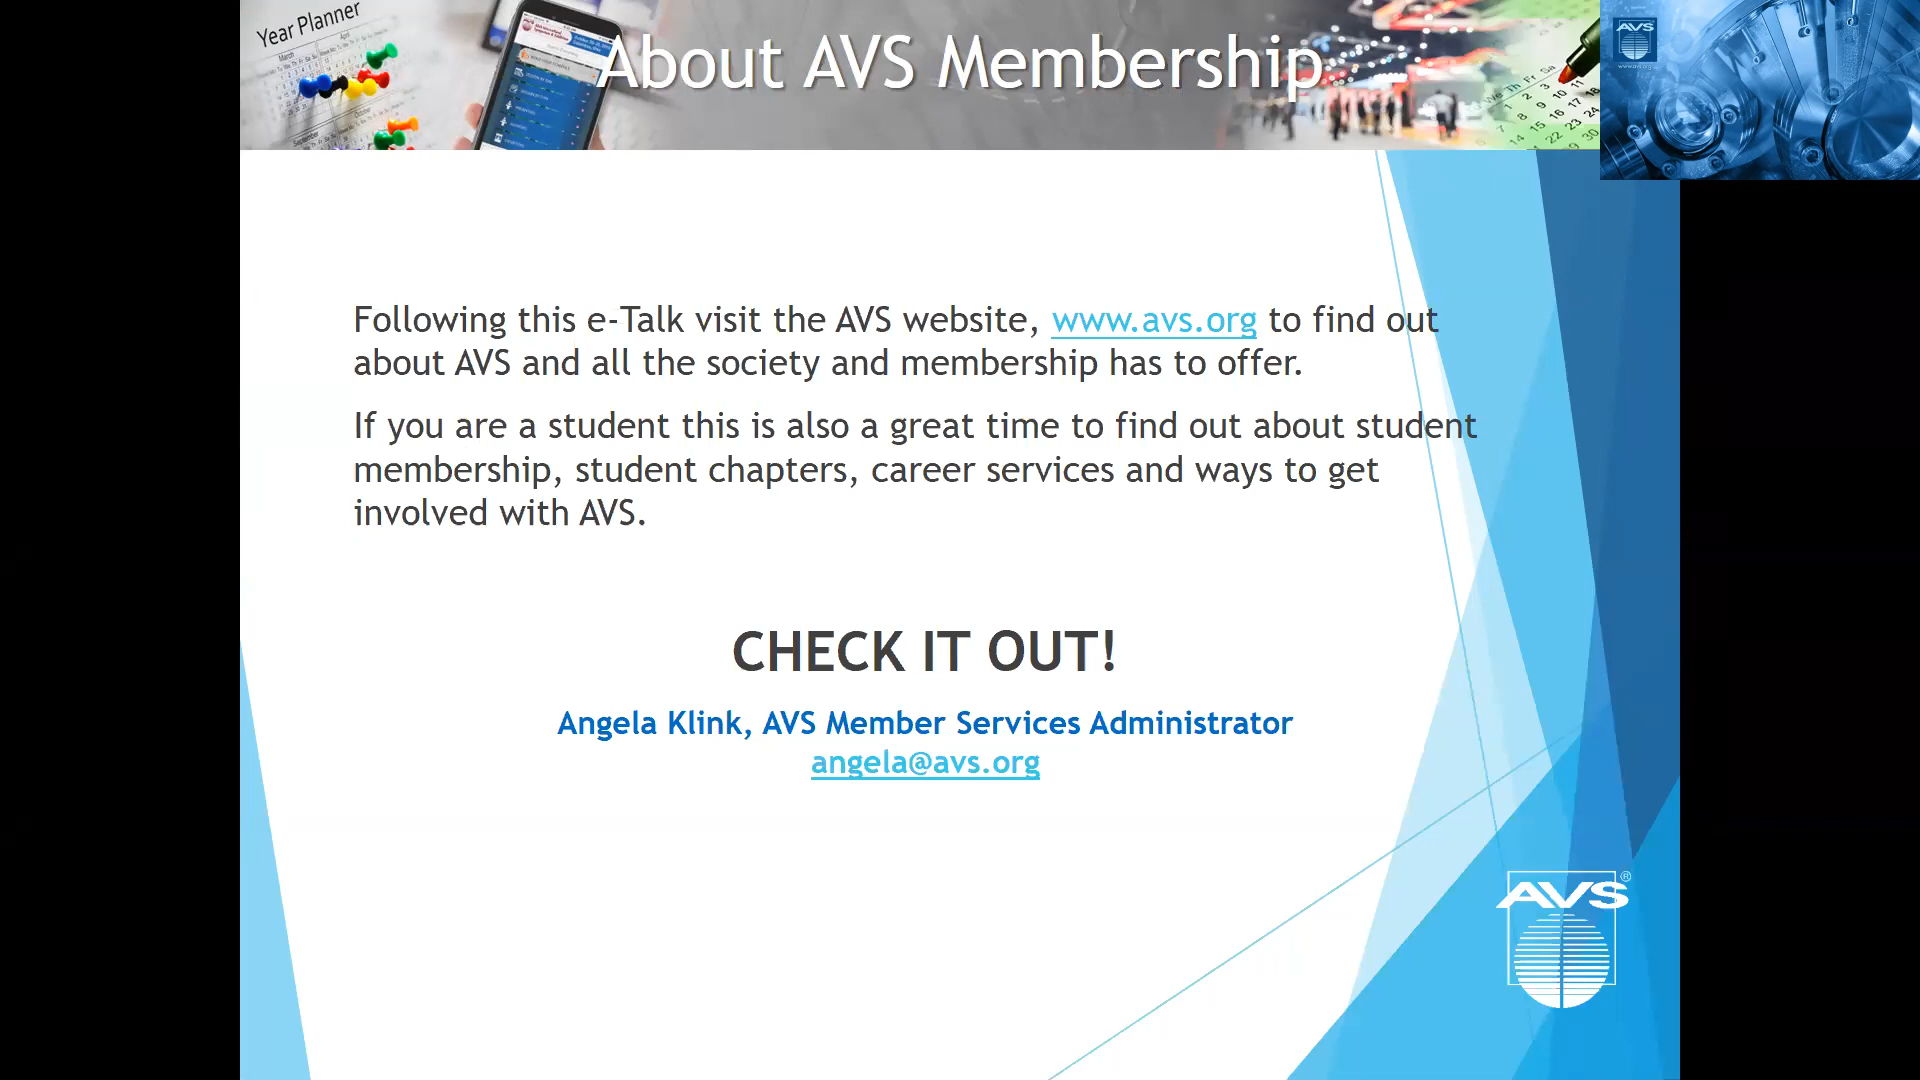 Year Planner
About AVS Membership
AVS
Following this e-Talk visit the AVS website, www.avs.org to find out
about AVS and all the society and membership has to offer.
If you are a student this is also a great time to find out about student
membership, student chapters, career services and ways to get
involved with AVS.
CHECK IT OUT!
Angela Klink, AVS Member Services Administrator
angela@avs.org
AVS®